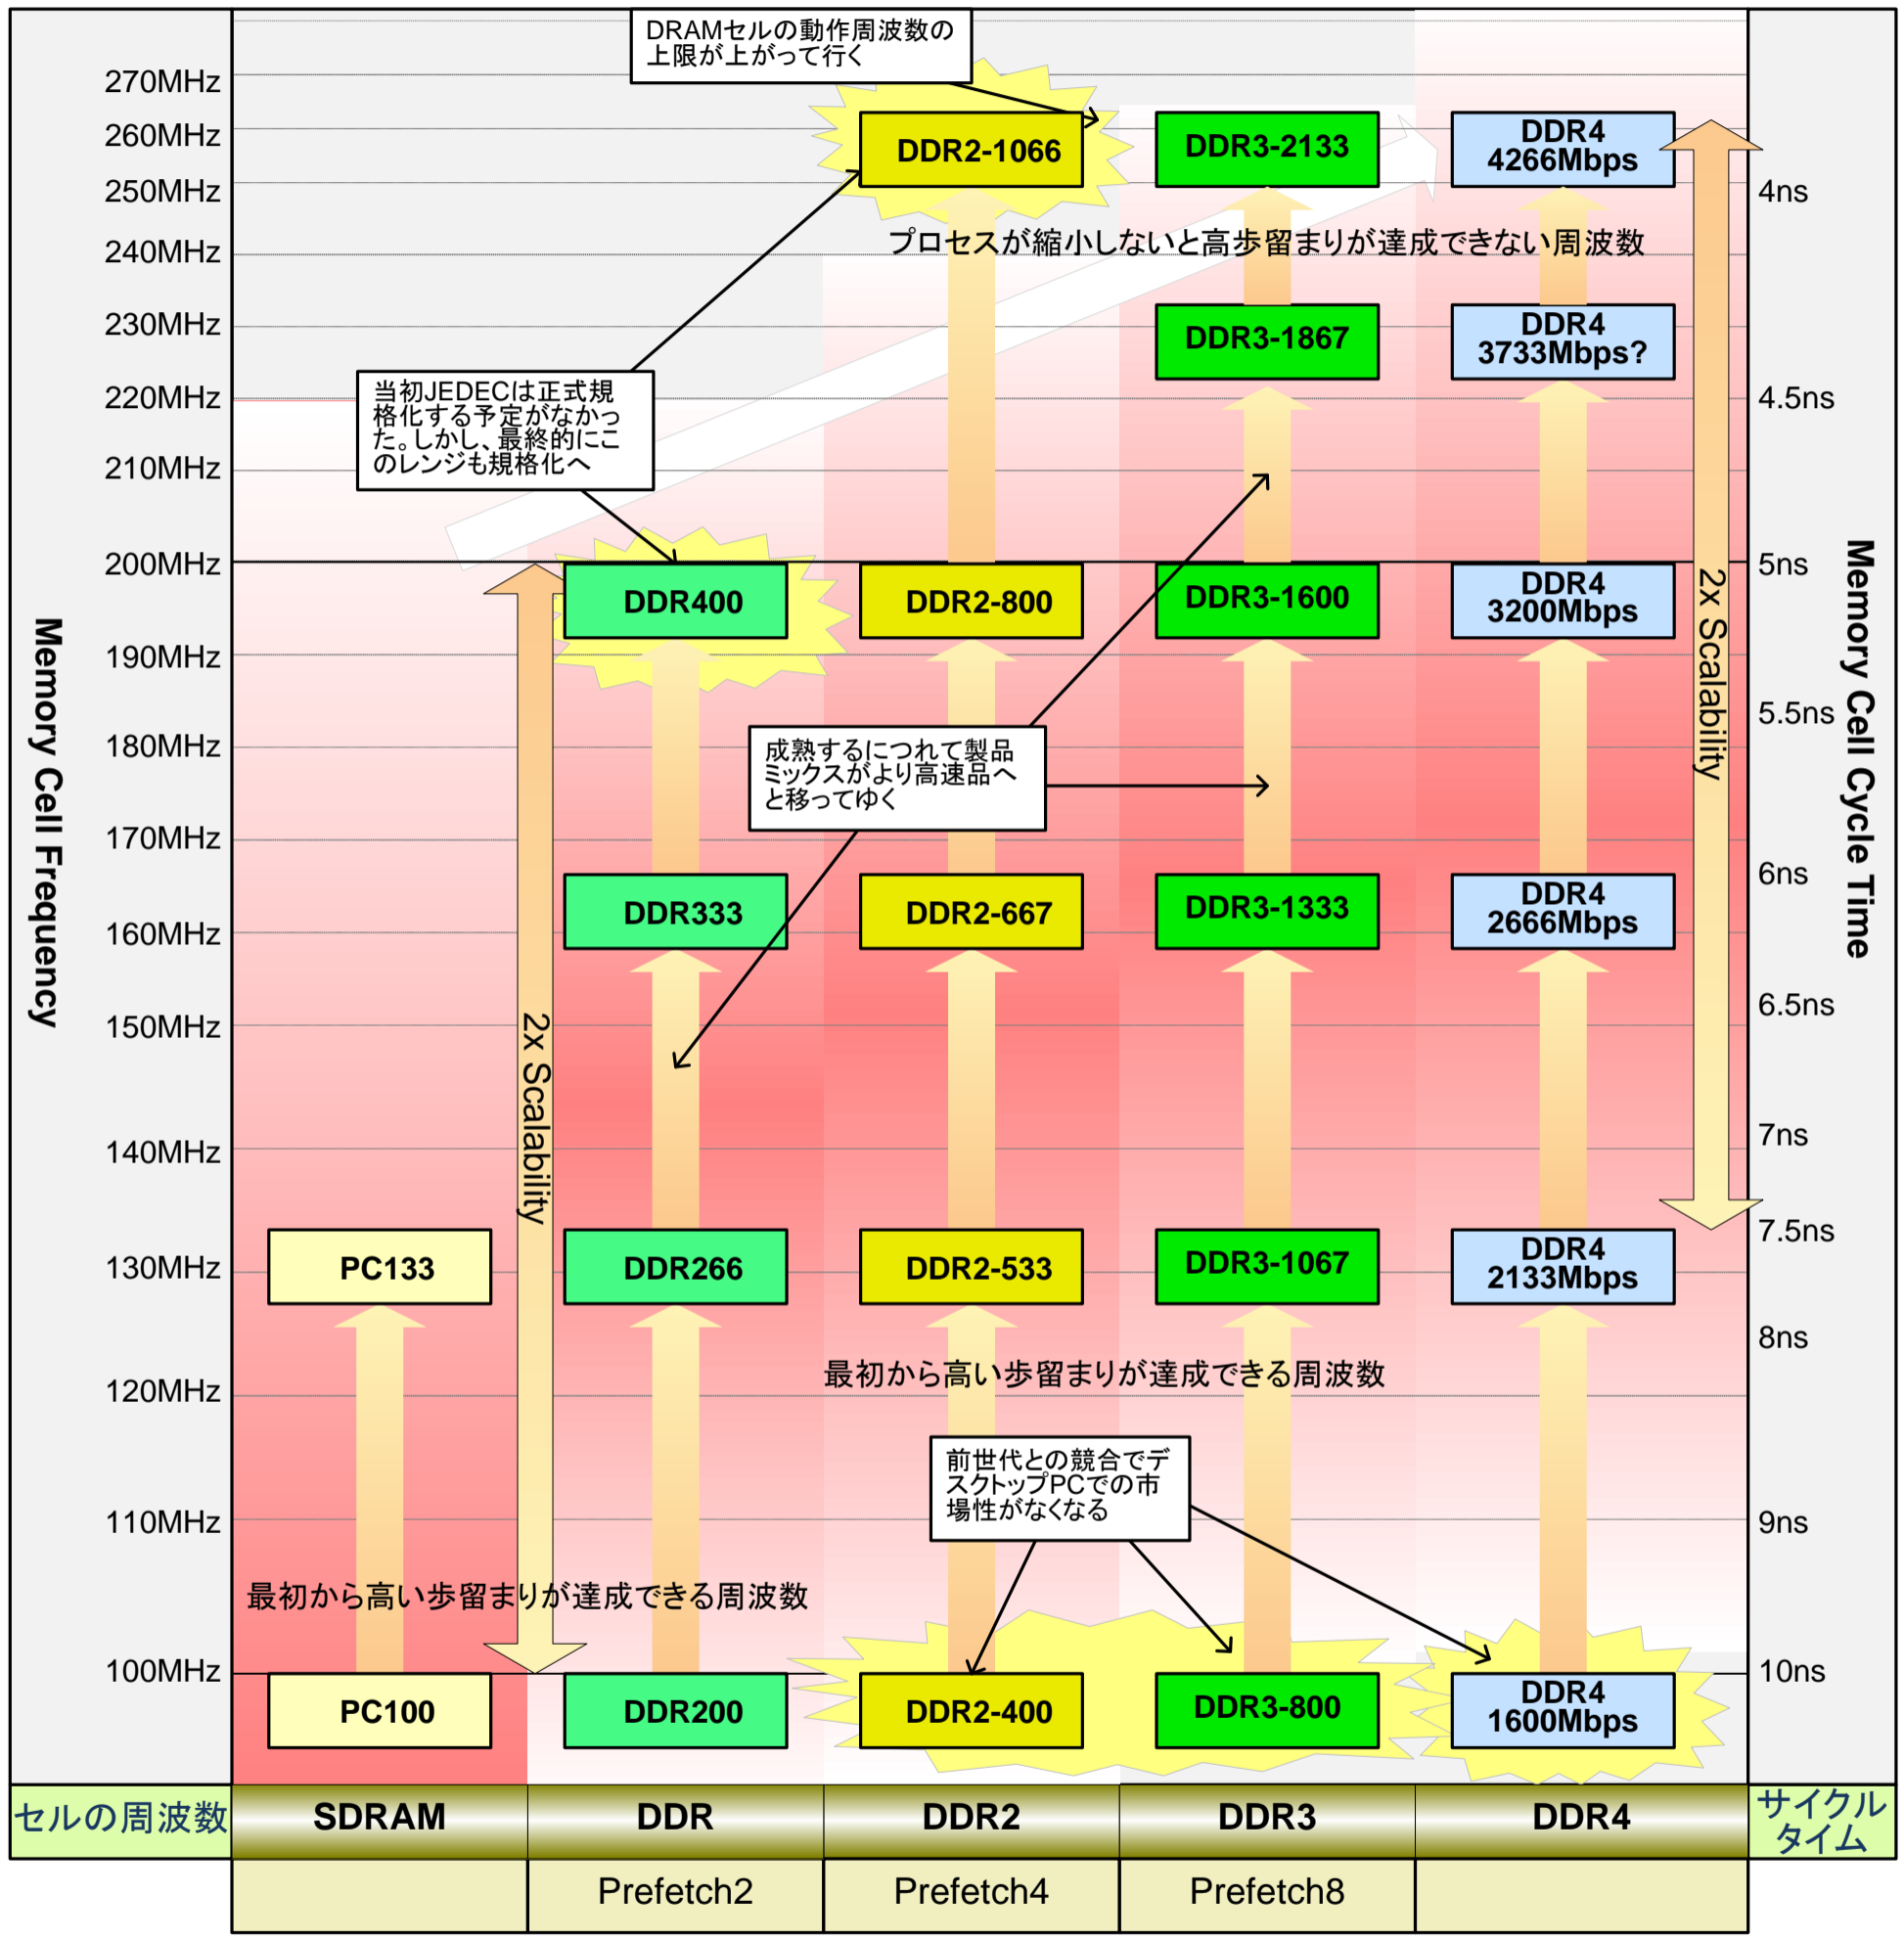 DRAMセルの動作周波数の
上限が上がって行く
270MHz
260MHz
250MHz
240MHz
230MHz
220MHz
210MHz
200MHz
190MHz
180MHz
170MHz
160MHz
150MHz
140MHz
130MHz
120MHz
110MHz
100MHz
Memory Cell Frequency
DDR2-1066
DDR3-2133
DDR4
4266Mbps
4ns
プロセスが縮小しないと高歩留まりが達成できない周波数
DDR3-1867
DDR4
3733Mbps?
当初JEDECは正式規
格化する予定がなかっ
た。しかし、最終的にこ
のレンジも規格化へ
4.5ns
DDR400
DDR2-800
DDR3-1600
DDR4
3200Mbps
5ns
2x Scalability
Memory Cell Cycle Time
5.5ns
成熟するにつれて製品
ミックスがより高速品へ
と移ってゆく
DDR333
DDR2-667
DDR3-1333
DDR4
2666Mbps
6ns
6.5ns
2x Scalability
7ns
PC133
DDR266
DDR2-533
DDR3-1067
DDR4
2133Mbps
7.5ns
8ns
最初から高い歩留まりが達成できる周波数
前世代との競合でデ
スクトップPCでの市
場性がなくなる
9ns
最初から高い歩留まりが達成できる周波数
PC100
DDR200
DDR2-400
DDR3-800
DDR4
1600Mbps
10ns
セルの周波数
SDRAM
DDR
DDR2
DDR3
DDR4
サイクル
タイム
Prefetch2
Prefetch4
Prefetch8